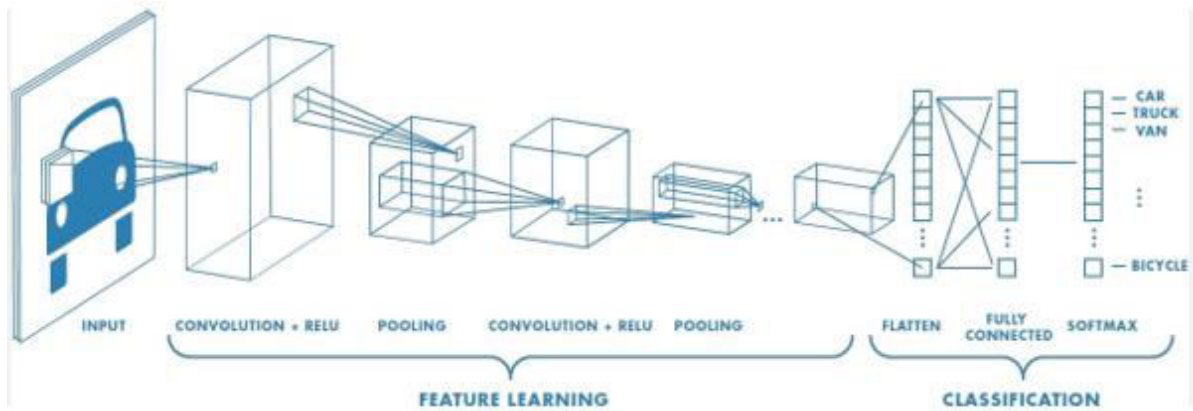 CAR
TRUCK
VAN
BICYCLE
INPUT
CONVOLUTION + RELU
POOLING
CONVOLUTION + RELU
POOLING
FLATTEN
FULLY
CONNECTED
SOFTMAX
FEATURE LEARNING
CLASSIFICATION